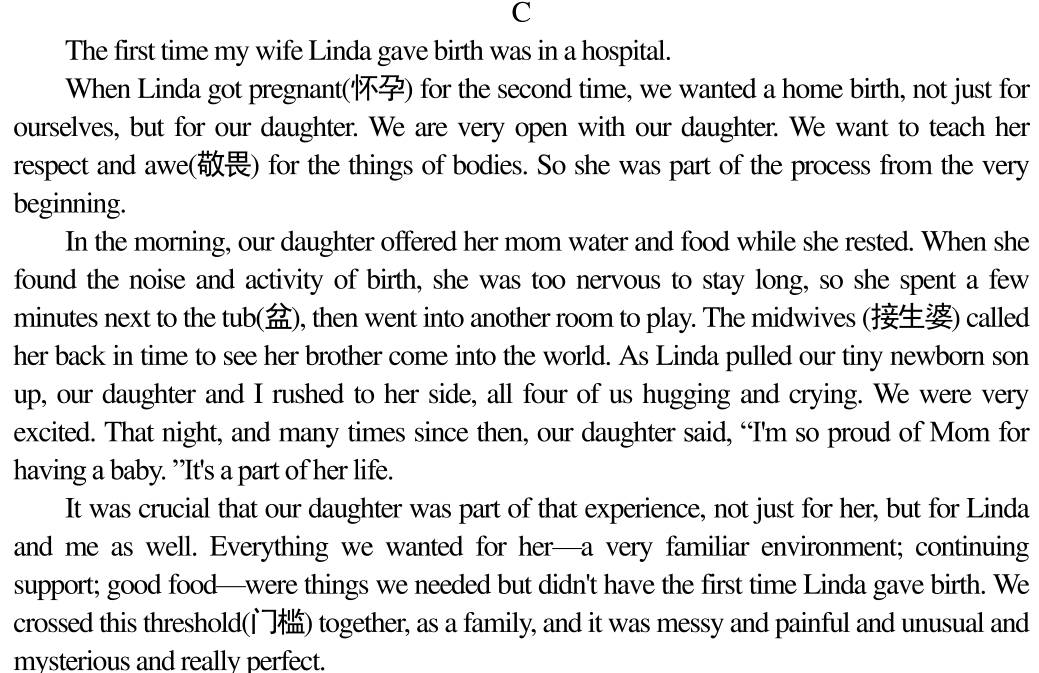 C
The first time my wife Linda gave birth was in a hospital.
When Linda got pregnant(怀孕) for the second time, we wanted a home birth, not just for
ourselves, but for our daughter. We are very open with our daughter. We want to teach her
respect and awe(敬畏) for the things of bodies. So she was part of the process from the very
beginning.
In the morning, our daughter offered her mom water and food while she rested. When she
found the noise and activity of birth, she was too nervous to stay long, so she spent a few
minutes next to the tub(盆), then went into another room to play. The midwives (接生婆) called
her back in time to see her brother come into the world. As Linda pulled our tiny newborn son
up, our daughter and I rushed to her side, all four of us hugging and crying. We were very
excited. That night, and many times since then, our daughter said, “I'm so proud of Mom for
having a baby. ”It's a part of her life.
It was crucial that our daughter was part of that experience, not just for her, but for Linda
and me as well. Everything we wanted for her—a very familiar environment; continuing
support; good food—were things we needed but didn't have the first time Linda gave birth. We
crossed this threshold(门槛) together, as a family, and it was messy and painful and unusual and
mysterious and really perfect.